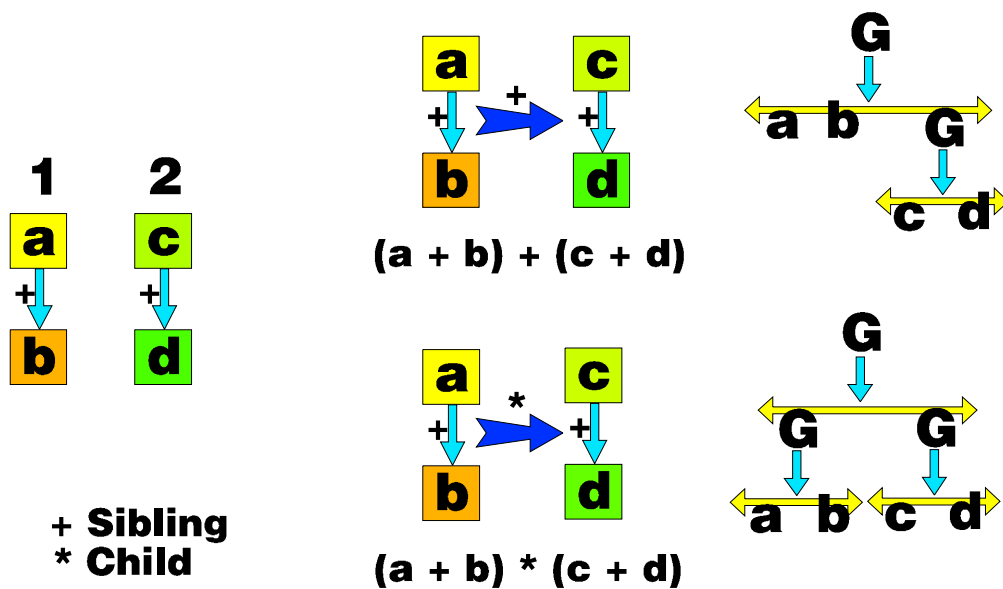 1 2
a c
+ +
b d
+ Sibling
* Child
a c
+
+ +
b d
(a + b) + (c + d)
G
a b G
c d
a c
*
+ +
b d
(a + b) * (c + d)
G
G G
a b c d